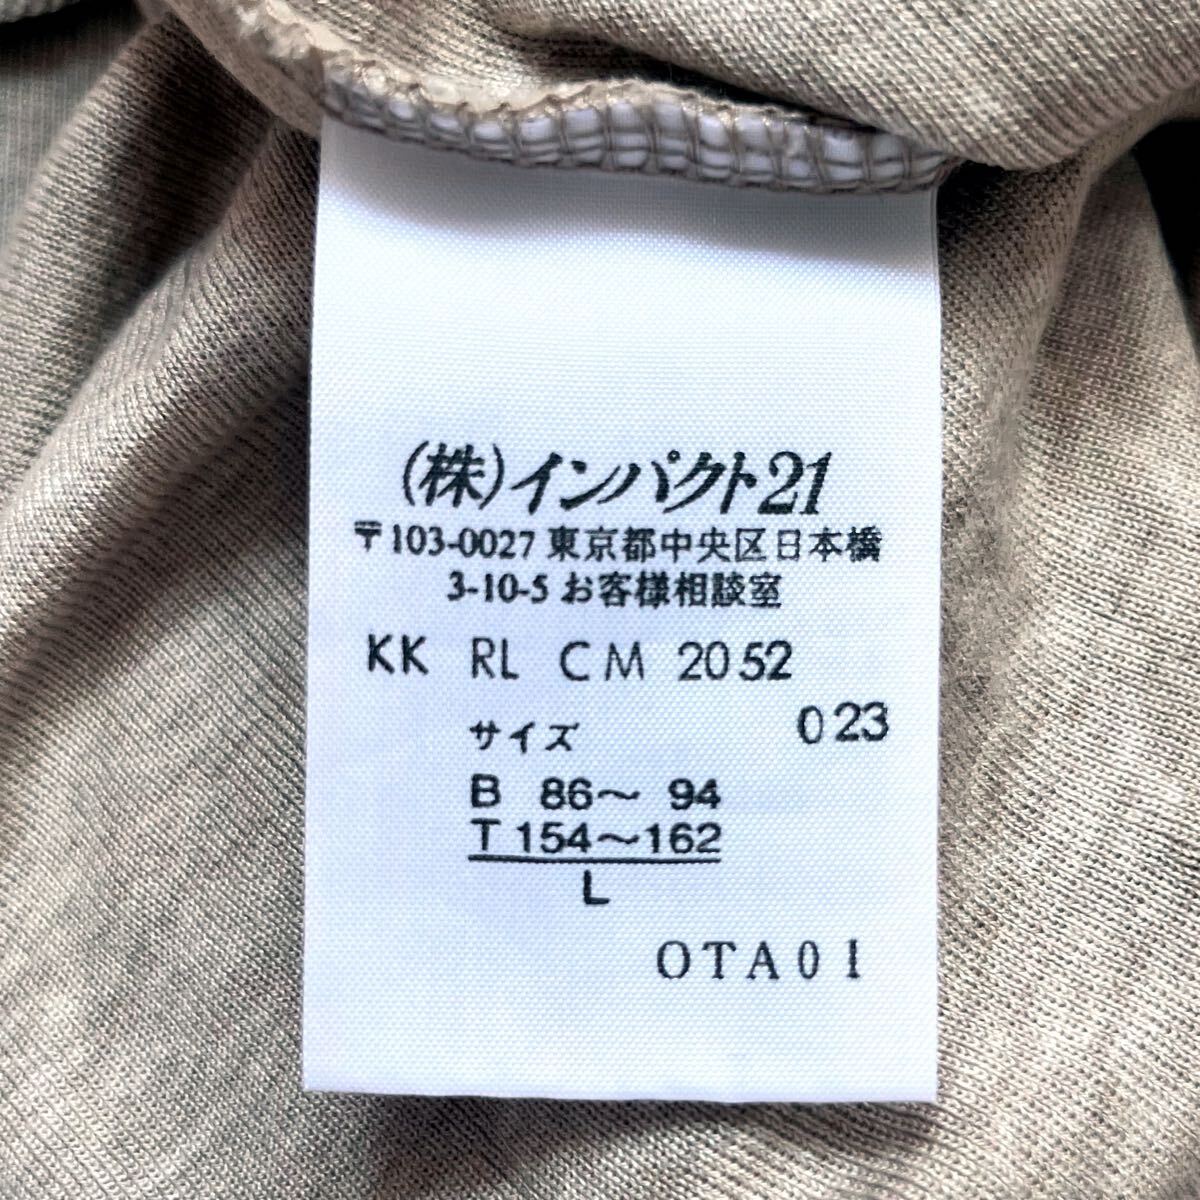 (株)インパクト21
〒103-0027 東京都中央区日本橋
3-10-5 お客様相談室
KK RL CM 2052
サイズ 023
B 86～ 94
T 154～162
L
OTA01